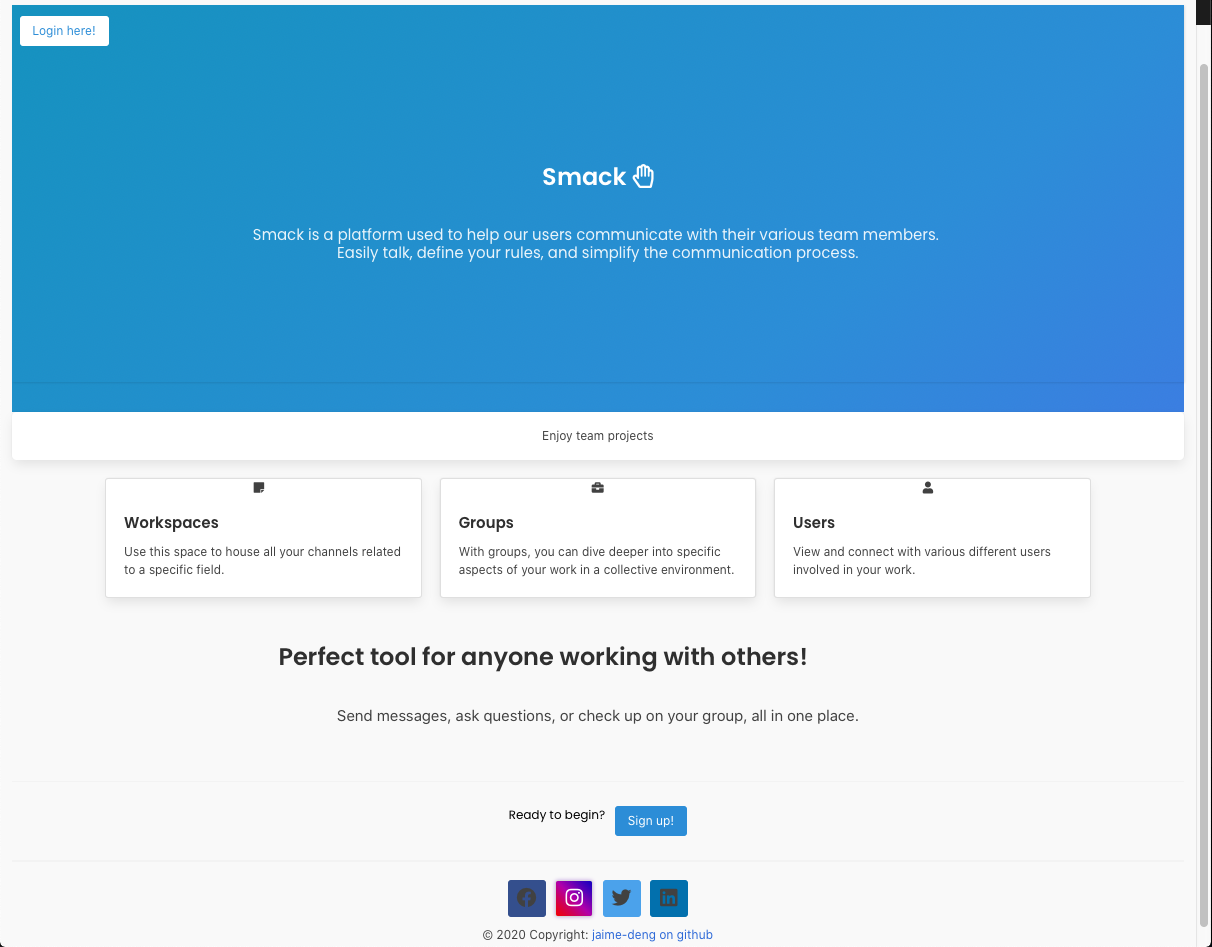 Login here!
Smack
Smack is a platform used to help our users communicate with their various team members.
Easily talk, define your rules, and simplify the communication process.
Enjoy team projects
Workspaces
Use this space to house all your channels related
to a specific field.
Groups
With groups, you can dive deeper into specific
aspects of your work in a collective environment.
Users
View and connect with various different users
involved in your work.
Perfect tool for anyone working with others!
Send messages, ask questions, or check up on your group, all in one place.
Ready to begin? Sign up!
© 2020 Copyright: jaime-deng on github